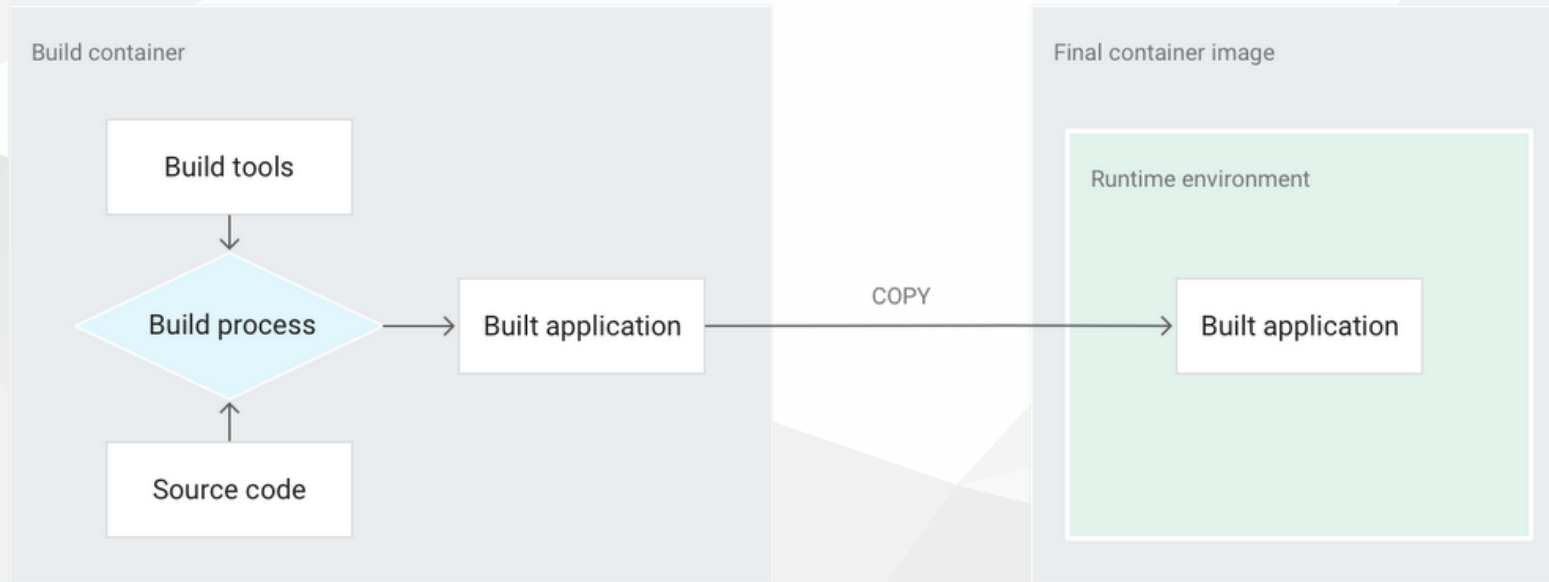 Build container
Build tools
Build process
Source code
Built application
COPY
Final container image
Runtime environment
Built application